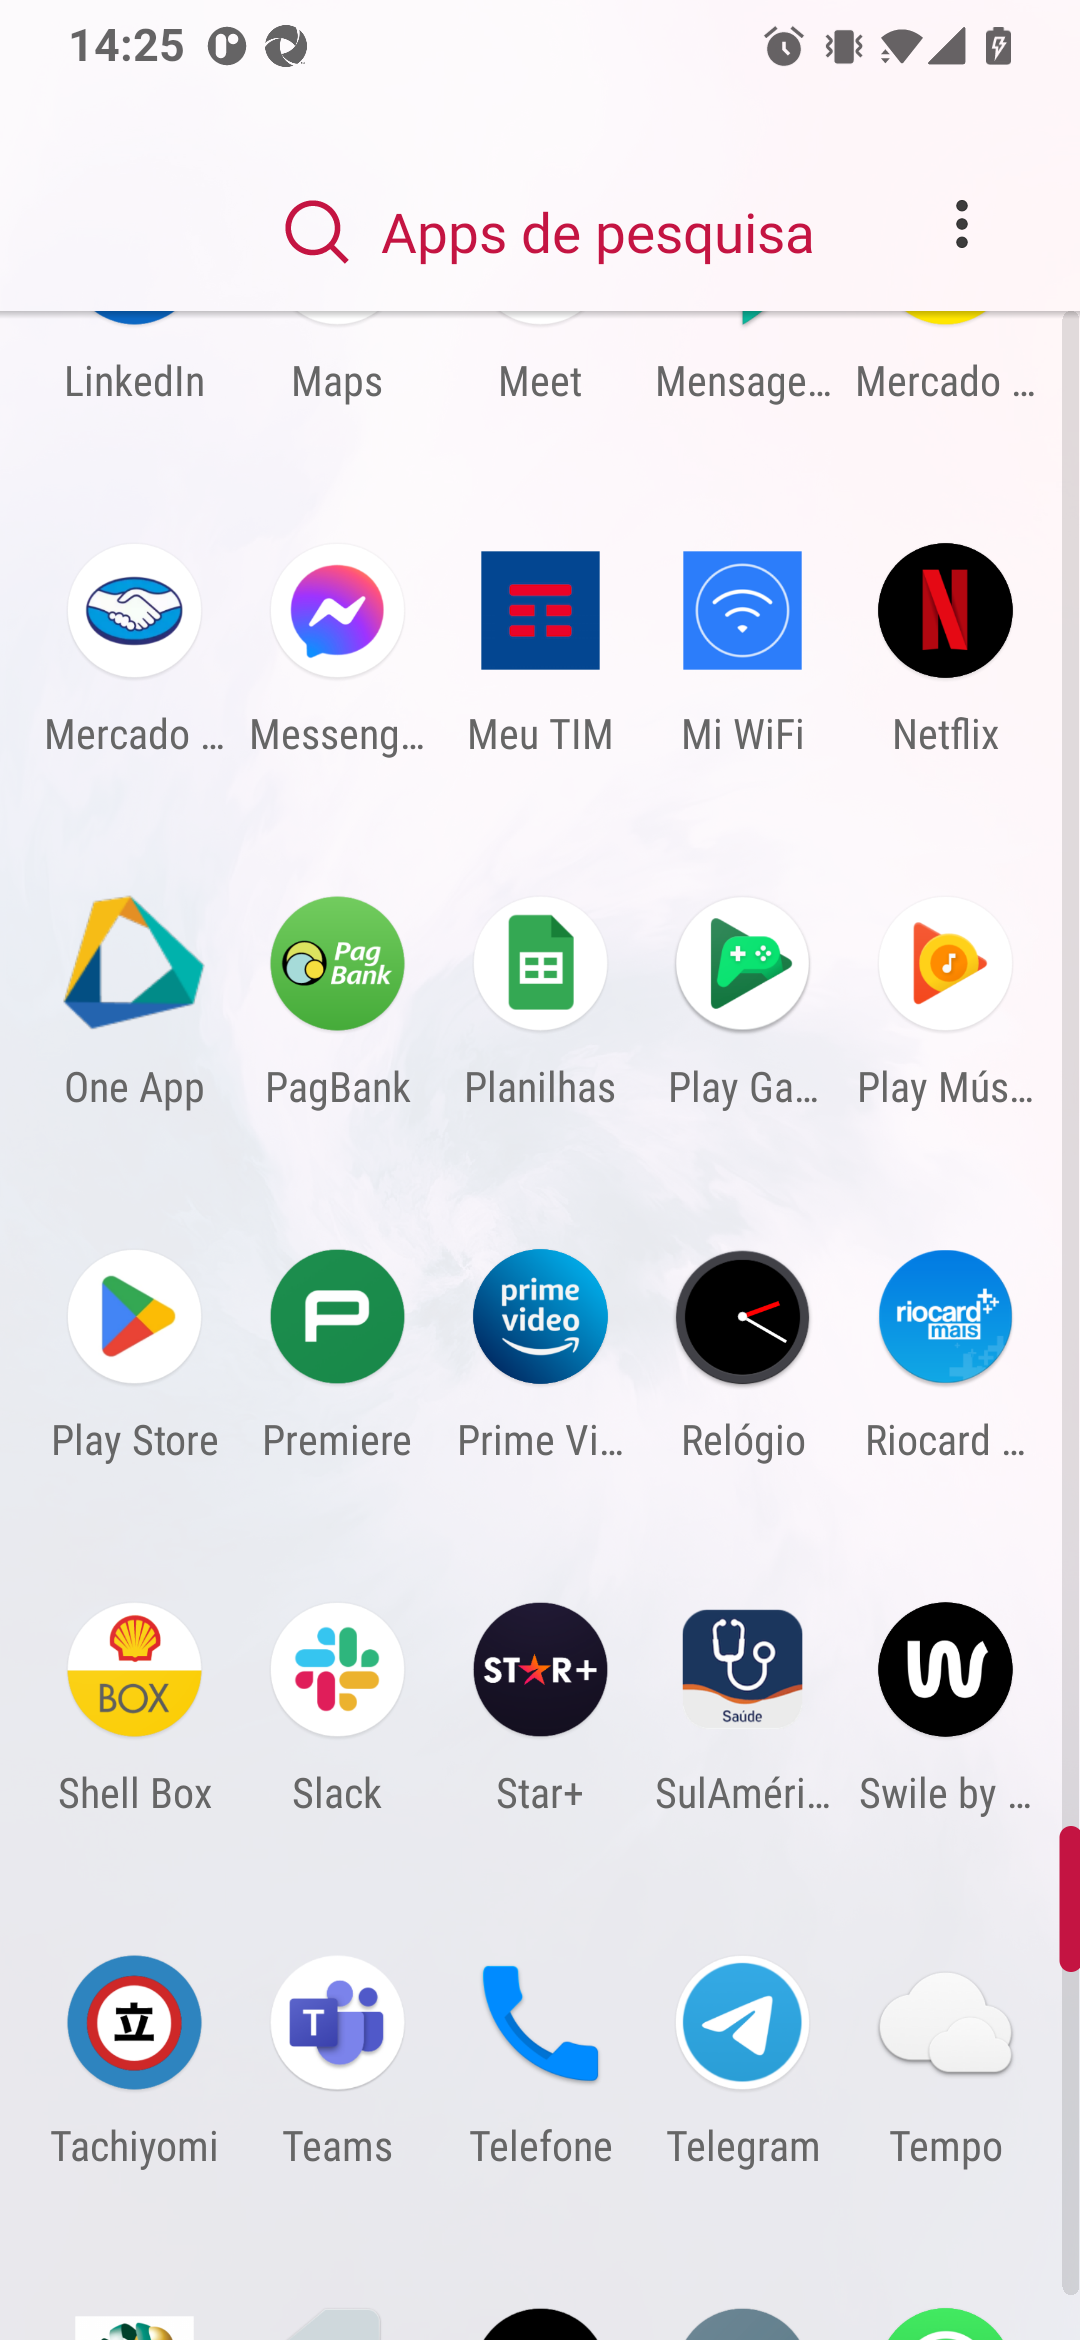 14:25
Apps de pesquisa
LinkedIn Maps Meet Mensage… Mercado …
Mercado … Messeng… Meu TIM Mi WiFi Netflix
Pag
Bank
One App PagBank Planilhas Play Ga… Play Mús…
prime
video
riocard
mais
Play Store Premiere Prime Vi… Relógio Riocard …
BOX
ST★R+
Saúde
Shell Box Slack Star+ SulAméri… Swile by …
立
T
Tachiyomi Teams Telefone Telegram Tempo